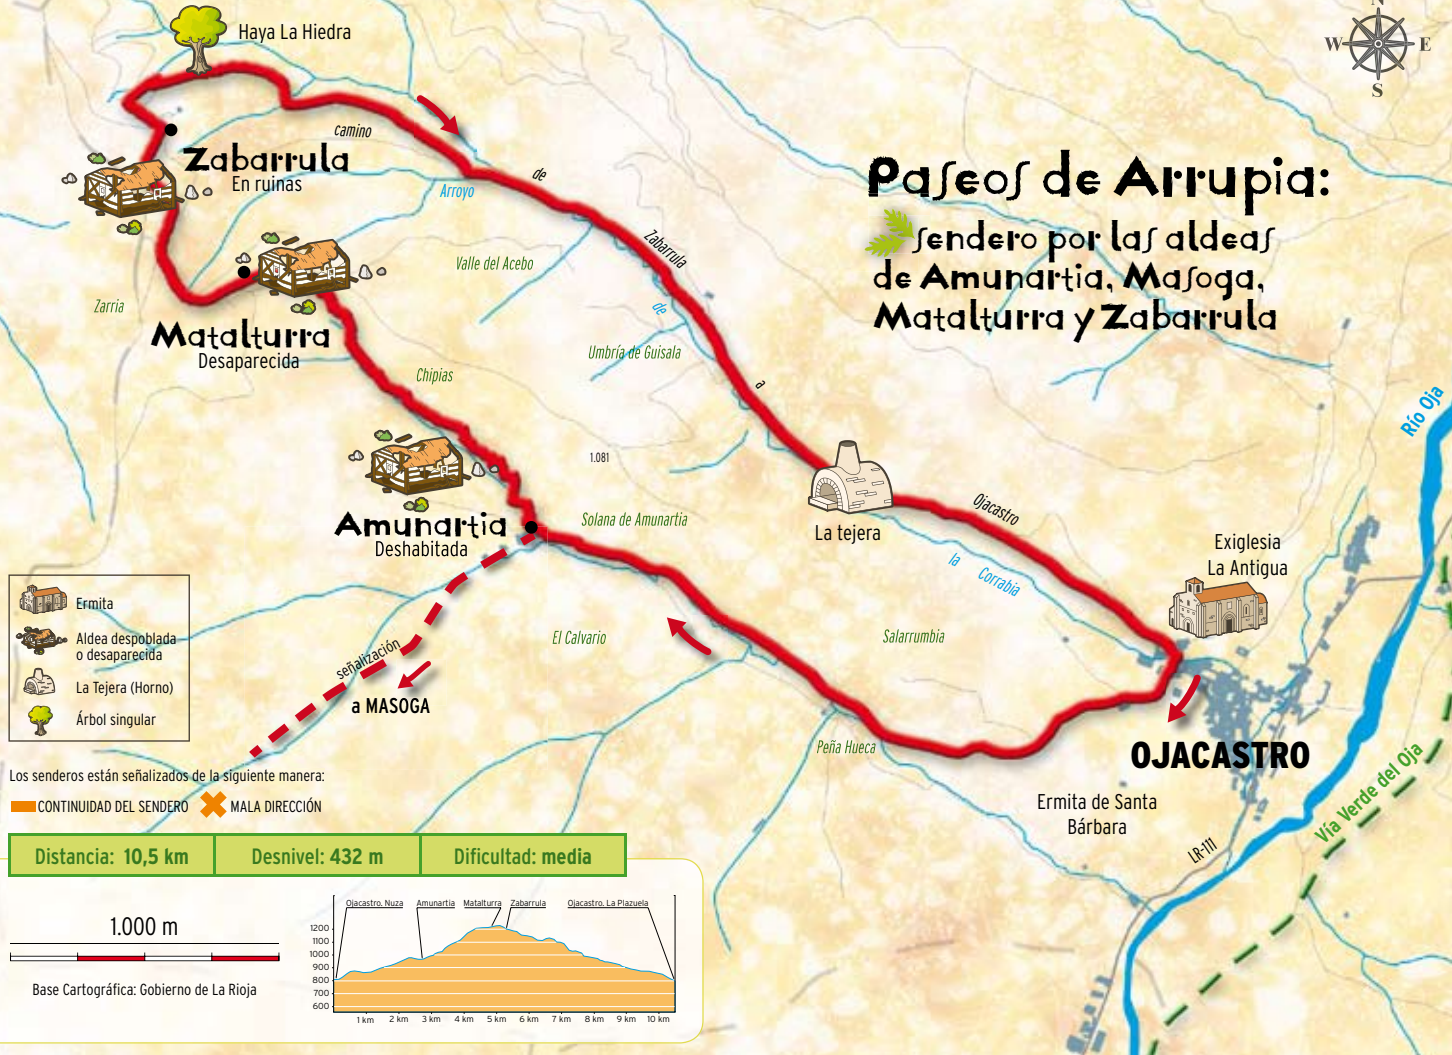 Haya La Hiedra
N
W
E
S
camino
de
Zabarrula
a
Ojacastro
Zabarrula
En ruinas
Arroyo
de
la Corrabia
Paseos de Arrupia:
sendero por las aldeas
de Amunartia, Masoga,
Matalturra y Zabarrula
Valle del Acebo
Zarria
Matalturra
Desaparecida
Umbría de Guisala
Chipias
Río Oja
1.081
Amunartia
Deshabitada
Solana de Amunartia
La tejera
Exiglesia
La Antigua
Ermita
Aldea despoblada
o desaparecida
La Tejera (Horno)
Árbol singular
señalización
a MASOGA
El Calvario
Salarrumbia
Peña Hueca
OJACASTRO
Ermita de Santa
Bárbara
LR-111
Vía Verde del Oja
Los senderos están señalizados de la siguiente manera:
CONTINUIDAD DEL SENDERO
MALA DIRECCIÓN
Distancia: 10,5 km
Desnivel: 432 m
Dificultad: media
1.000 m
Base Cartográfica: Gobierno de La Rioja
Ojacastro. Nuza
Amunartia
Matalturra
Zabarrula
Ojacastro. La Plazuela
1200
1100
1000
900
800
700
600
1 km
2 km
3 km
4 km
5 km
6 km
7 km
8 km
9 km
10 km